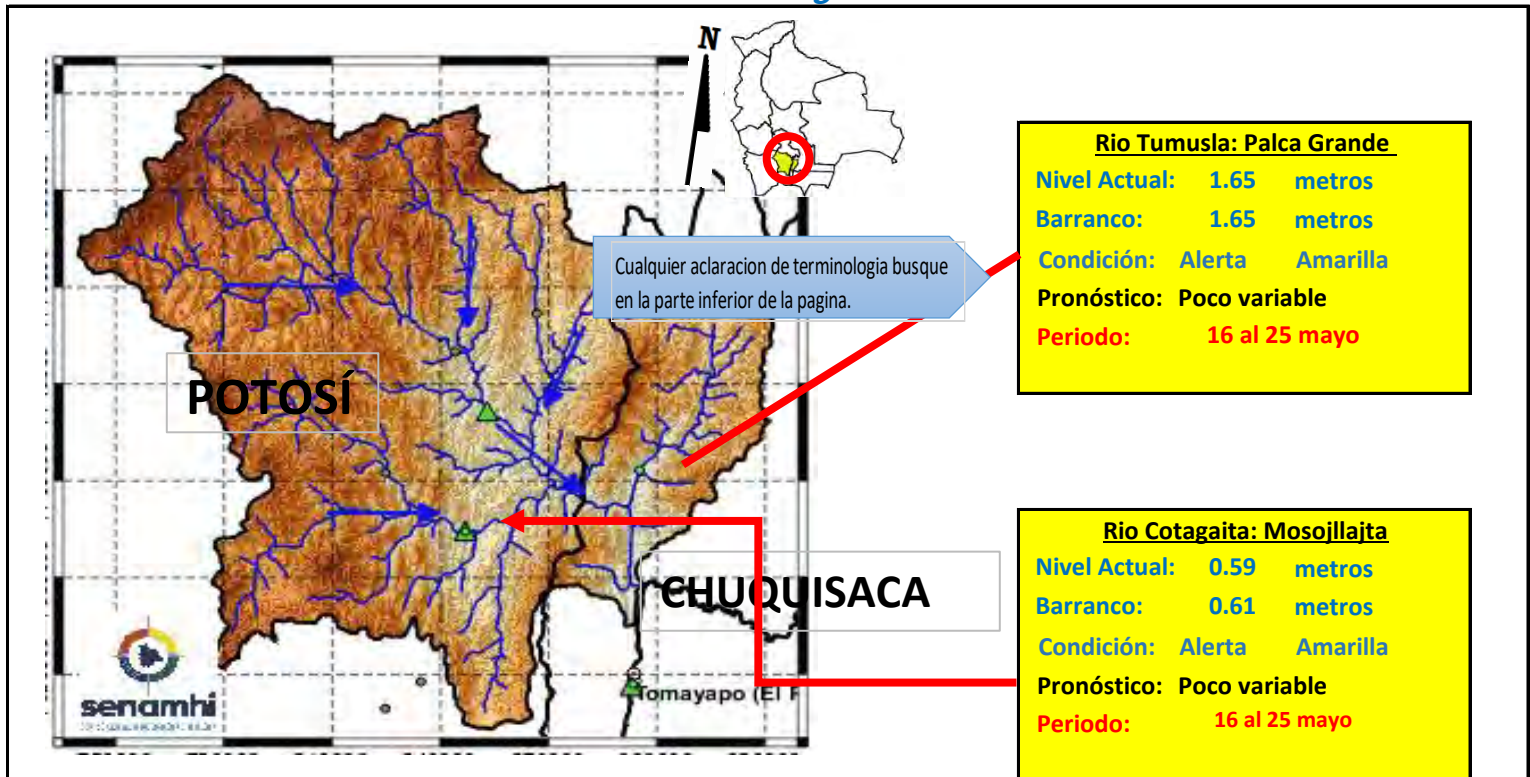 N
Cualquier aclaracion de terminologia busque
en la parte inferior de la pagina.
POTOSÍ
CHUQUISACA
Tomayapo (El
senamhi
Rio Tumusla: Palca Grande
Nivel Actual: 1.65 metros
Barranco: 1.65 metros
Condición: Alerta Amarilla
Pronóstico: Poco variable
Periodo: 16 al 25 mayo
Rio Cotagaita: Mosojllajta
Nivel Actual: 0.59 metros
Barranco: 0.61 metros
Condición: Alerta Amarilla
Pronóstico: Poco variable
Periodo: 16 al 25 mayo